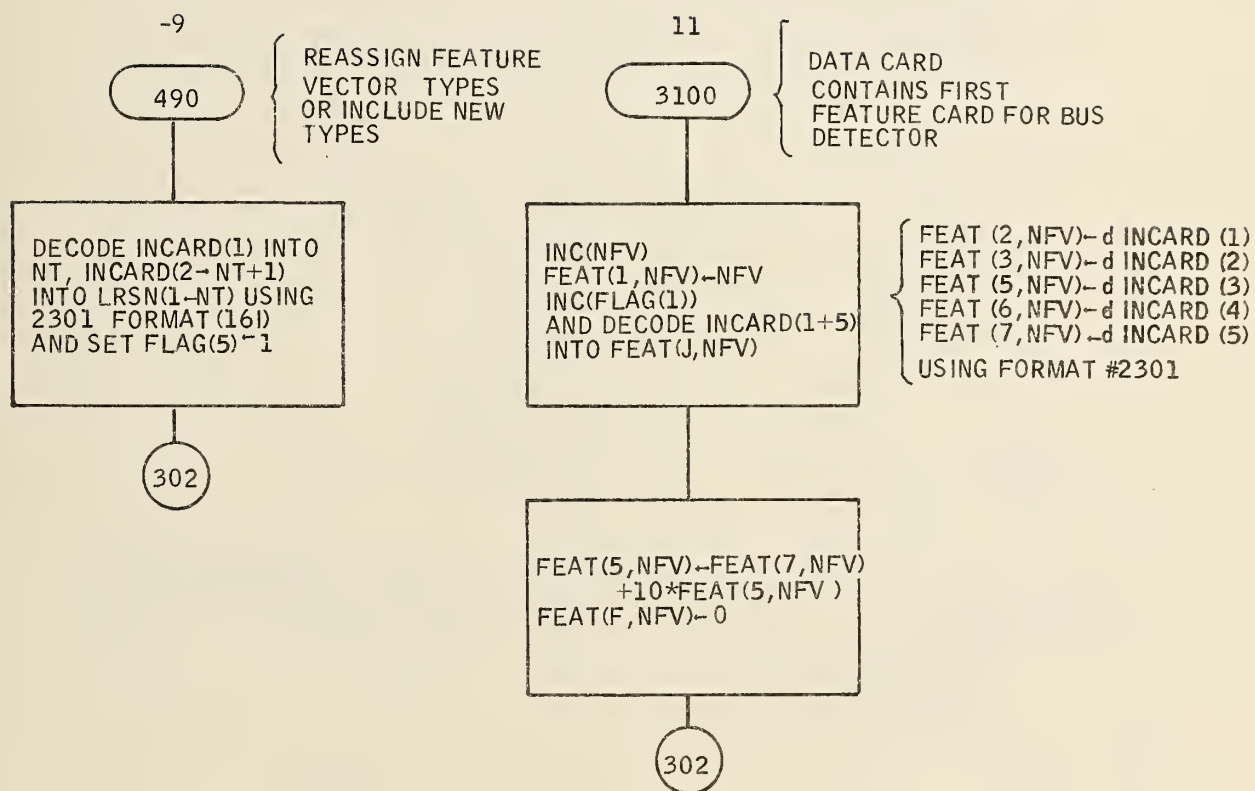 -9
490
REASSIGN FEATURE
VECTOR TYPES
OR INCLUDE NEW
TYPES
DECODE INCARD(1) INTO
NT, INCARD(2→NT+1)
INTO LRSN(1–NT) USING
2301 FORMAT(16I)
AND SET FLAG(5)←1
302
11
3100
DATA CARD
CONTAINS FIRST
FEATURE CARD FOR BUS
DETECTOR
INC(NFV)
FEAT(1,NFV)←NFV
INC(FLAG(1))
AND DECODE INCARD(1+5)
INTO FEAT(J,NFV)
FEAT (2,NFV)←d INCARD (1)
FEAT (3,NFV)←d INCARD (2)
FEAT (5,NFV)←d INCARD (3)
FEAT (6,NFV)←d INCARD (4)
FEAT (7,NFV)←d INCARD (5)
USING FORMAT #2301
FEAT(5,NFV)←FEAT(7,NFV)
+10*FEAT(5,NFV)
FEAT(F,NFV)←0
302